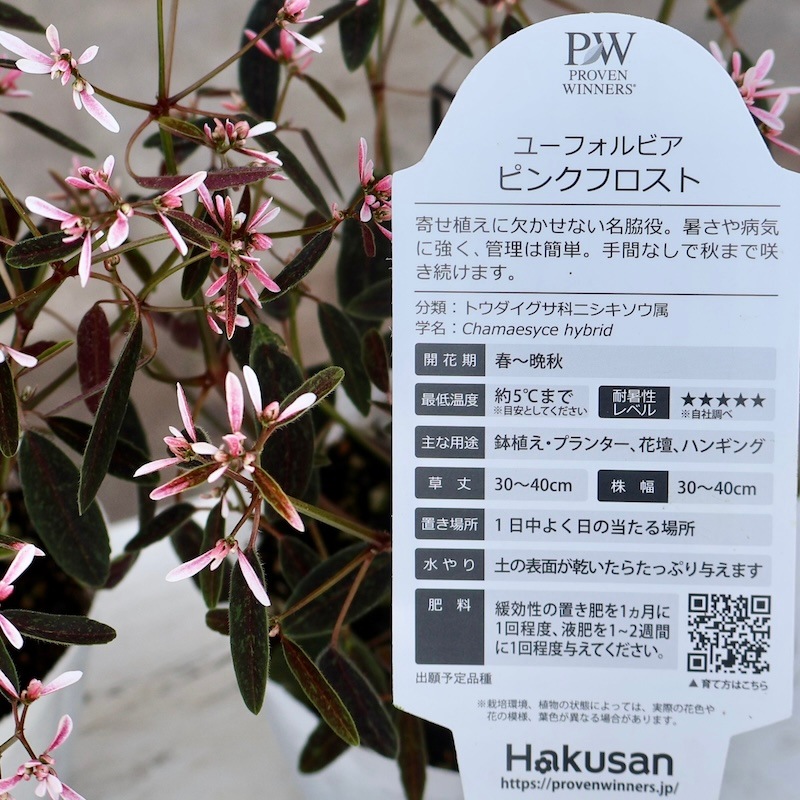 PW
PROVEN
WINNERS®
ユーフォルビア
ピンクフロスト
寄せ植えに欠かせない名脇役。暑さや病気
に強く、管理は簡単。手間なしで秋まで咲
き続けます。
分類：トウダイグサ科ニシキソウ属
学名：Chamaesyce hybrid
開花期 春〜晩秋
最低温度 約5℃まで ※目安としてください 耐暑性レベル ★★★★★ ※自社調べ
主な用途 鉢植え・プランター、花壇、ハンギング
草丈 30〜40cm 株幅 30〜40cm
置き場所 1日中よく日の当たる場所
水やり 土の表面が乾いたらたっぷり与えます
肥料 緩効性の置き肥を1ヵ月に
1回程度、液肥を1~2週間
に1回程度与えてください。
▲育て方はこちら
出願予定品種
※栽培環境、植物の状態によっては、実際の花色や
花の模様、葉色が異なる場合があります。
Hakusan
https://provenwinners.jp/